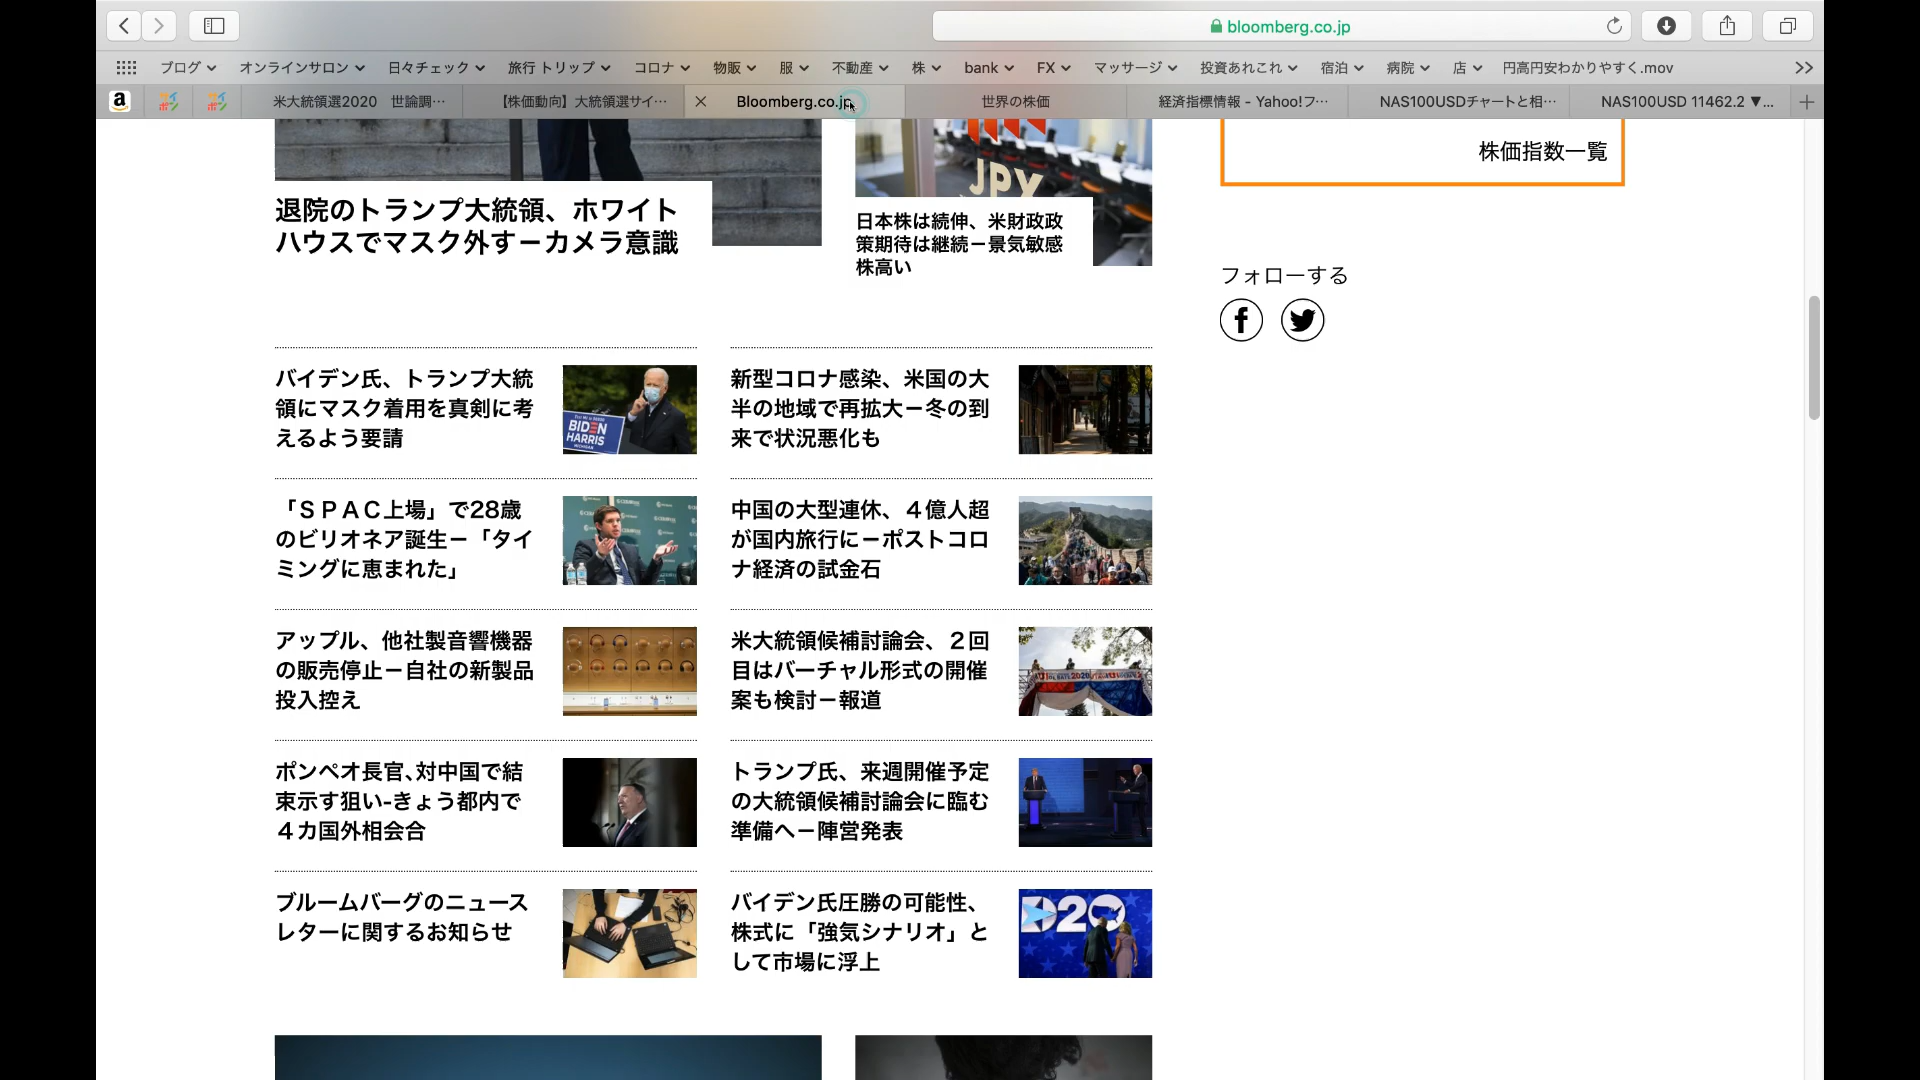 bloomberg.co.jp
ブログ オンラインサロン 日々チェック 旅行 トリップ コロナ 物販 服 不動産 株 bank FX マッサージ 投資あれこれ 宿泊 病院 店 円高円安わかりやすく.mov
米大統領選2020 世論調… 【株価動向】大統領選サイ… Bloomberg.co.jp 世界の株価 経済指標情報 - Yahoo!フ… NAS100USDチャートと相… NAS100USD 11462.2 ▼…
株価指数一覧
JPY
退院のトランプ大統領、ホワイト
ハウスでマスク外す－カメラ意識
日本株は続伸、米財政政
策期待は継続－景気敏感
株高い
フォローする
バイデン氏、トランプ大統
領にマスク着用を真剣に考
えるよう要請
BIDEN
HARRIS
新型コロナ感染、米国の大
半の地域で再拡大－冬の到
来で状況悪化も
「ＳＰＡＣ上場」で28歳
のビリオネア誕生－「タイ
ミングに恵まれた」
中国の大型連休、４億人超
が国内旅行に－ポストコロ
ナ経済の試金石
アップル、他社製音響機器
の販売停止－自社の新製品
投入控え
米大統領候補討論会、２回
目はバーチャル形式の開催
案も検討－報道
ポンペオ長官､対中国で結
束示す狙い-きょう都内で
４カ国外相会合
トランプ氏、来週開催予定
の大統領候補討論会に臨む
準備へ－陣営発表
ブルームバーグのニュース
レターに関するお知らせ
バイデン氏圧勝の可能性、
株式に「強気シナリオ」と
して市場に浮上
D20